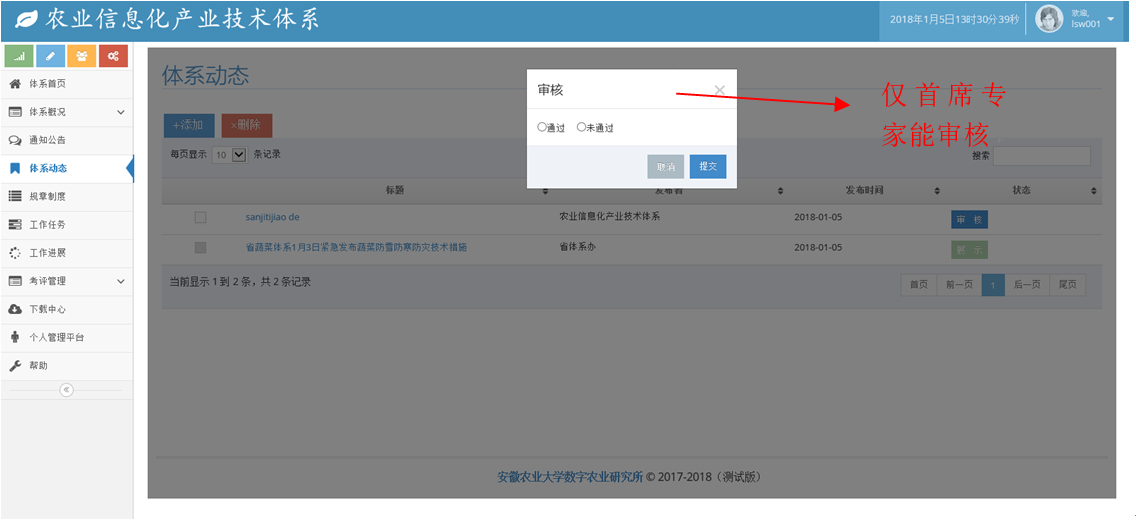 农业信息化产业技术体系
2018年1月5日13时30分39秒
欢迎,
lsw001
体系首页
体系概况
通知公告
体系动态
规章制度
工作任务
工作进展
考评管理
下载中心
个人管理平台
帮助
体系动态
+添加
×删除
每页显示 10 条记录
搜索
审核
×
通过 未通过
取消 提交
仅首席专
家能审核
标题 发布者 发布时间 状态
sanjitijiao de 农业信息化产业技术体系 2018-01-05 审 核
省蔬菜体系1月3日紧急发布蔬菜防雪防寒防灾技术措施 省体系办 2018-01-05 展 示
当前显示 1 到 2 条，共 2 条记录
首页 前一页 1 后一页 尾页
安徽农业大学数字农业研究所 © 2017-2018（测试版）